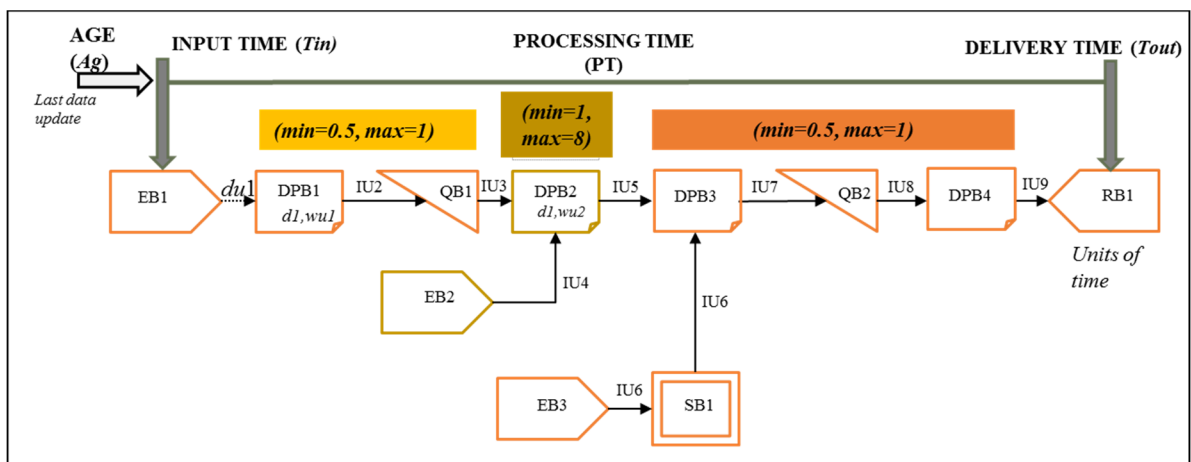 AGE
(Ag)
Last data
update
INPUT TIME (Tin)
PROCESSING TIME
(PT)
DELIVERY TIME (Tout)
(min=0.5, max=1)
(min=1,
max=8)
(min=0.5, max=1)
EB1
du1
DPB1
d1,wu1
IU2
QB1
IU3
DPB2
d1,wu2
IU5
DPB3
IU7
QB2
IU8
DPB4
IU9
RB1
Units of
time
EB2
IU4
IU6
EB3
IU6
SB1